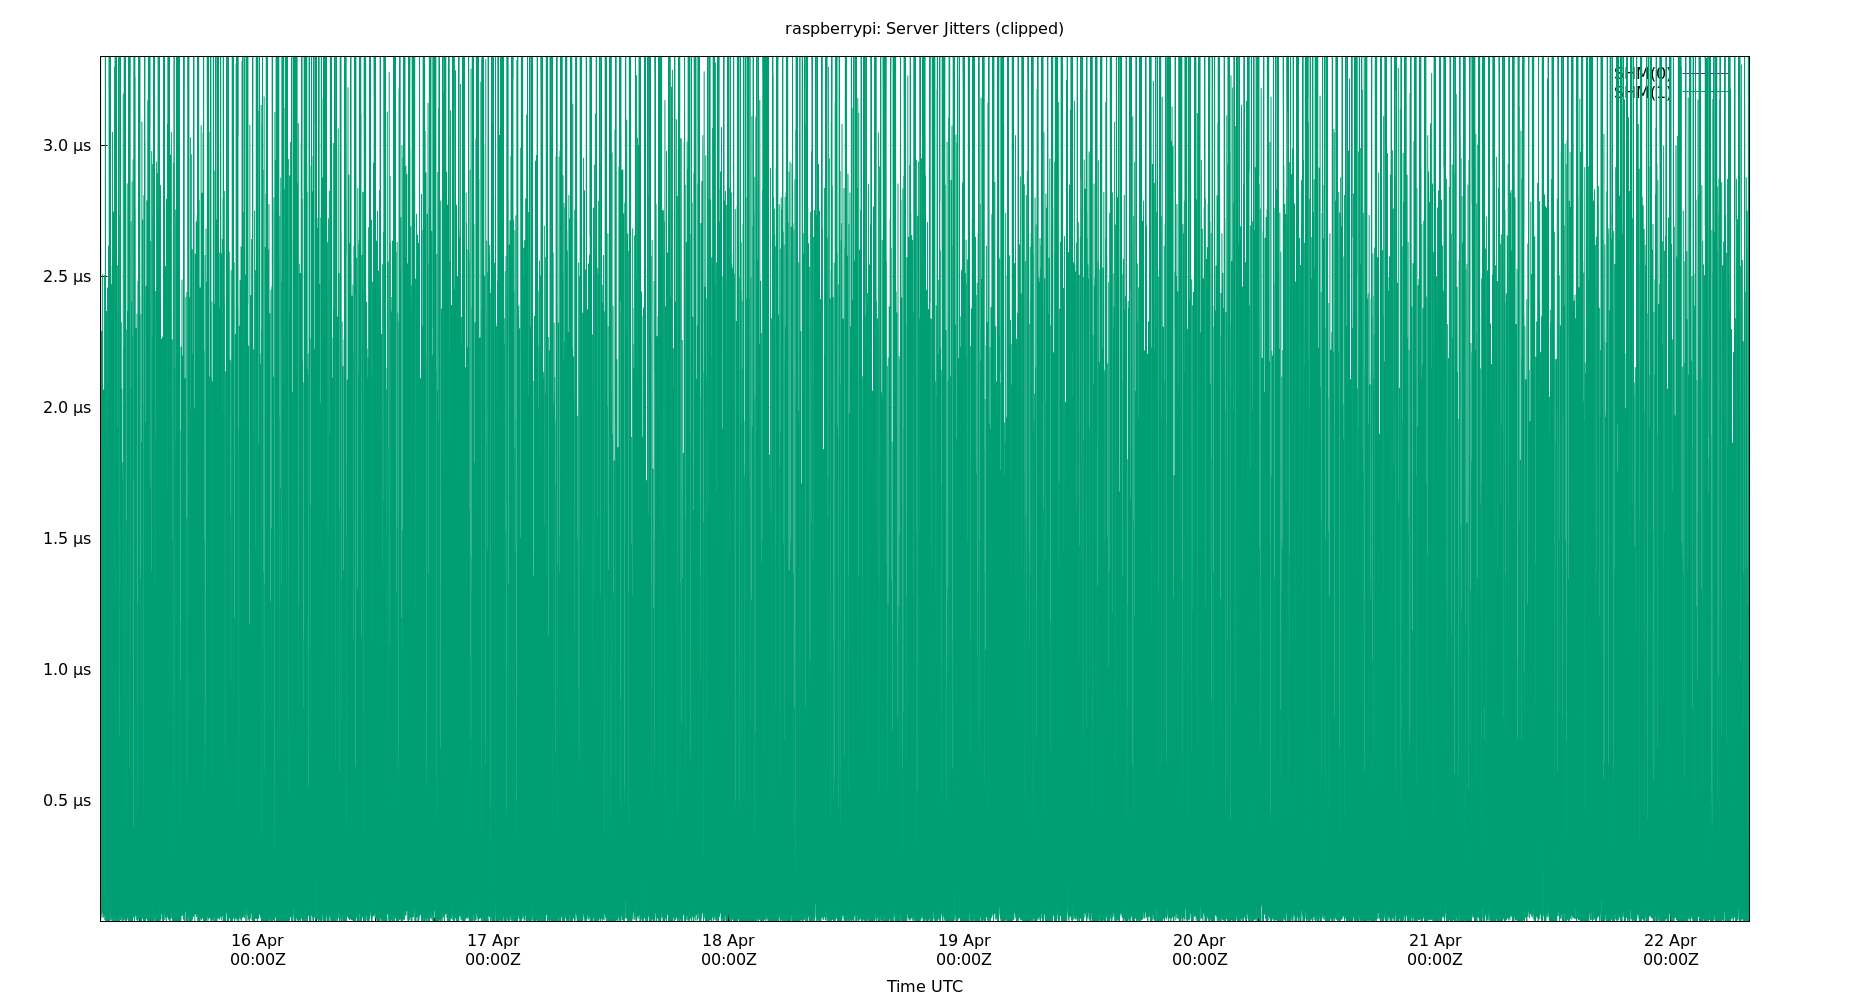 raspberrypi: Server Jitters (clipped)
SHM(0)
SHM(1)
3.0 µs
2.5 µs
2.0 µs
1.5 µs
1.0 µs
0.5 µs
16 Apr 17 Apr 18 Apr 19 Apr 20 Apr 21 Apr 22 Apr
00:00Z 00:00Z 00:00Z 00:00Z 00:00Z 00:00Z 00:00Z
Time UTC